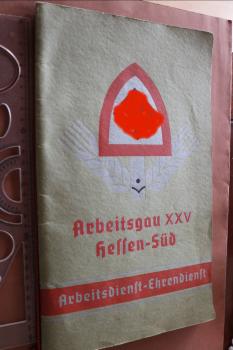 Arbeitsgau XXV
Hessen-Süd
Arbeitsdienst-Ehrendienst